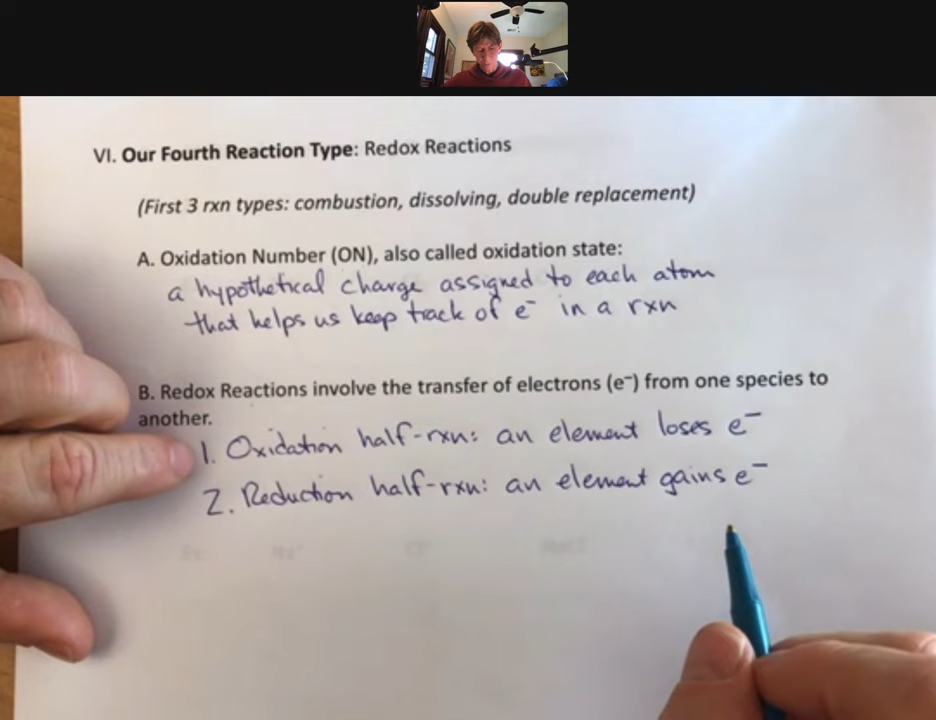 VI. Our Fourth Reaction Type: Redox Reactions
(First 3 rxn types: combustion, dissolving, double replacement)
A. Oxidation Number (ON), also called oxidation state:
a hypothetical charge assigned to each atom
that helps us keep track of e⁻ in a rxn
B. Redox Reactions involve the transfer of electrons (e⁻) from one species to
another.
1. Oxidation half-rxn: an element loses e⁻
2. Reduction half-rxn: an element gains e⁻